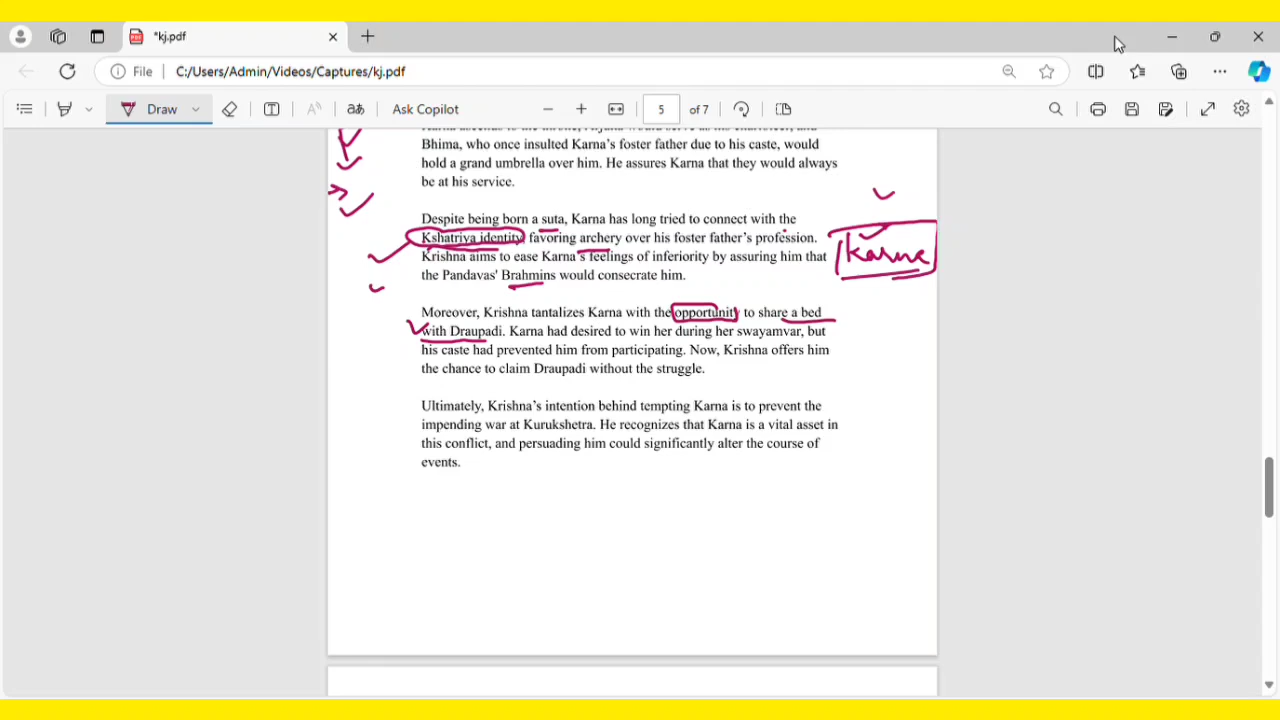 *kj.pdf
File C:/Users/Admin/Videos/Captures/kj.pdf
Draw Ask Copilot 5 of 7
Bhima, who once insulted Karna's foster father due to his caste, would
hold a grand umbrella over him. He assures Karna that they would always
be at his service.
Despite being born a suta, Karna has long tried to connect with the
Kshatriya identity favoring archery over his foster father's profession.
Krishna aims to ease Karna's feelings of inferiority by assuring him that
the Pandavas' Brahmins would consecrate him.
Karna
Moreover, Krishna tantalizes Karna with the opportunity to share a bed
with Draupadi. Karna had desired to win her during her swayamvar, but
his caste had prevented him from participating. Now, Krishna offers him
the chance to claim Draupadi without the struggle.
Ultimately, Krishna's intention behind tempting Karna is to prevent the
impending war at Kurukshetra. He recognizes that Karna is a vital asset in
this conflict, and persuading him could significantly alter the course of
events.